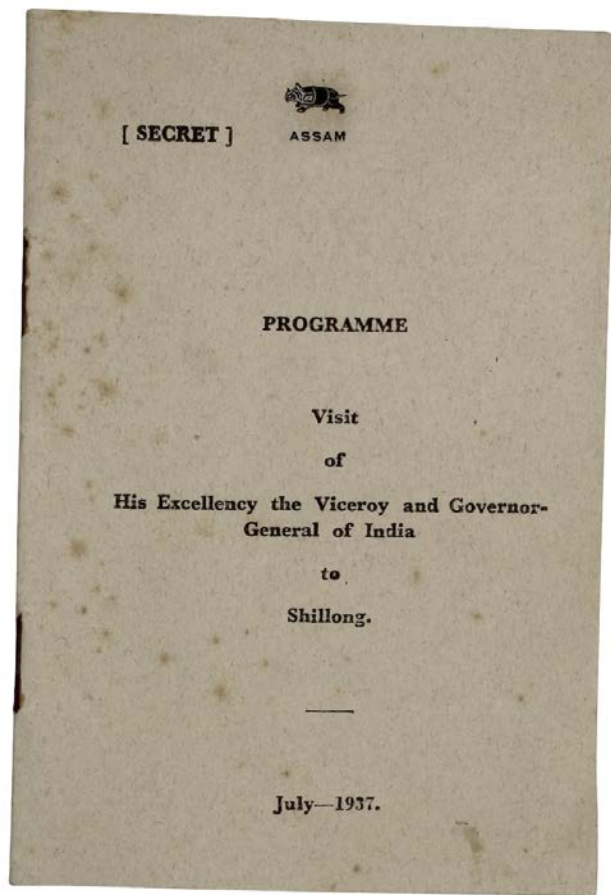 [ SECRET ]
ASSAM
PROGRAMME
Visit
of
His Excellency the Viceroy and Governor-
General of India
to
Shillong.
July—1937.